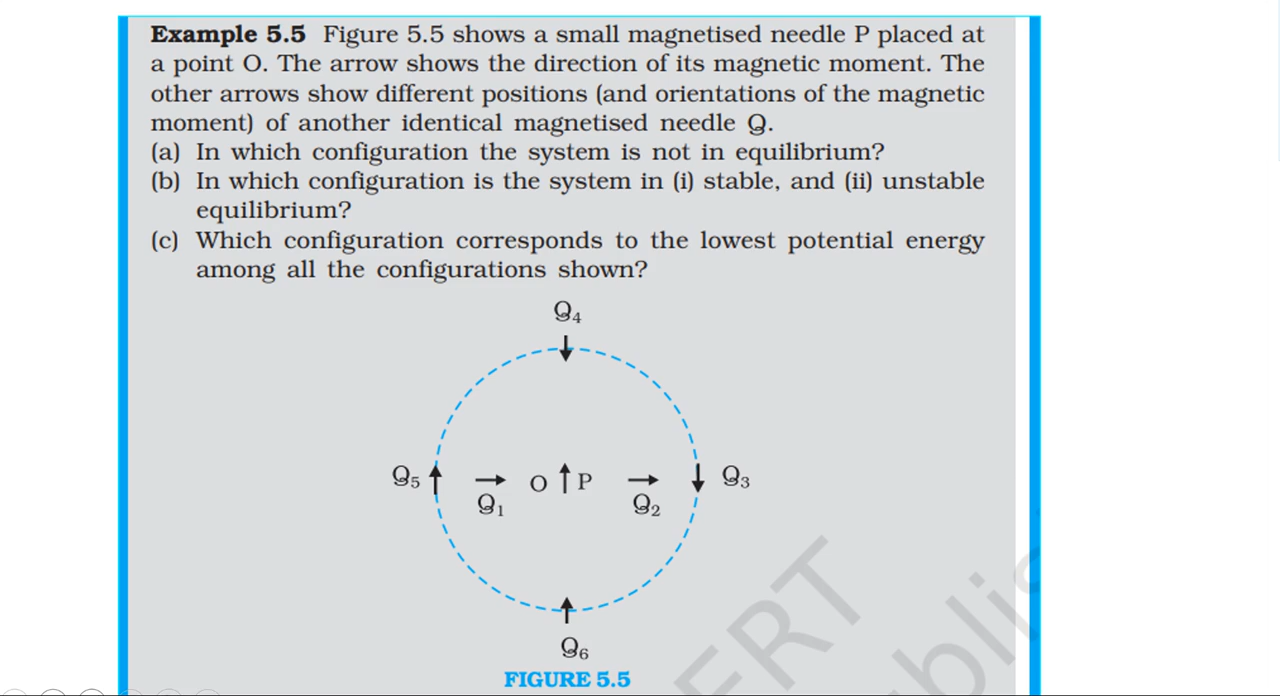 Example 5.5 Figure 5.5 shows a small magnetised needle P placed at
a point O. The arrow shows the direction of its magnetic moment. The
other arrows show different positions (and orientations of the magnetic
moment) of another identical magnetised needle Q.
(a) In which configuration the system is not in equilibrium?
(b) In which configuration is the system in (i) stable, and (ii) unstable
equilibrium?
(c) Which configuration corresponds to the lowest potential energy
among all the configurations shown?
Q₄
Q₅ O P Q₃
Q₁ Q₂
Q₆
FIGURE 5.5